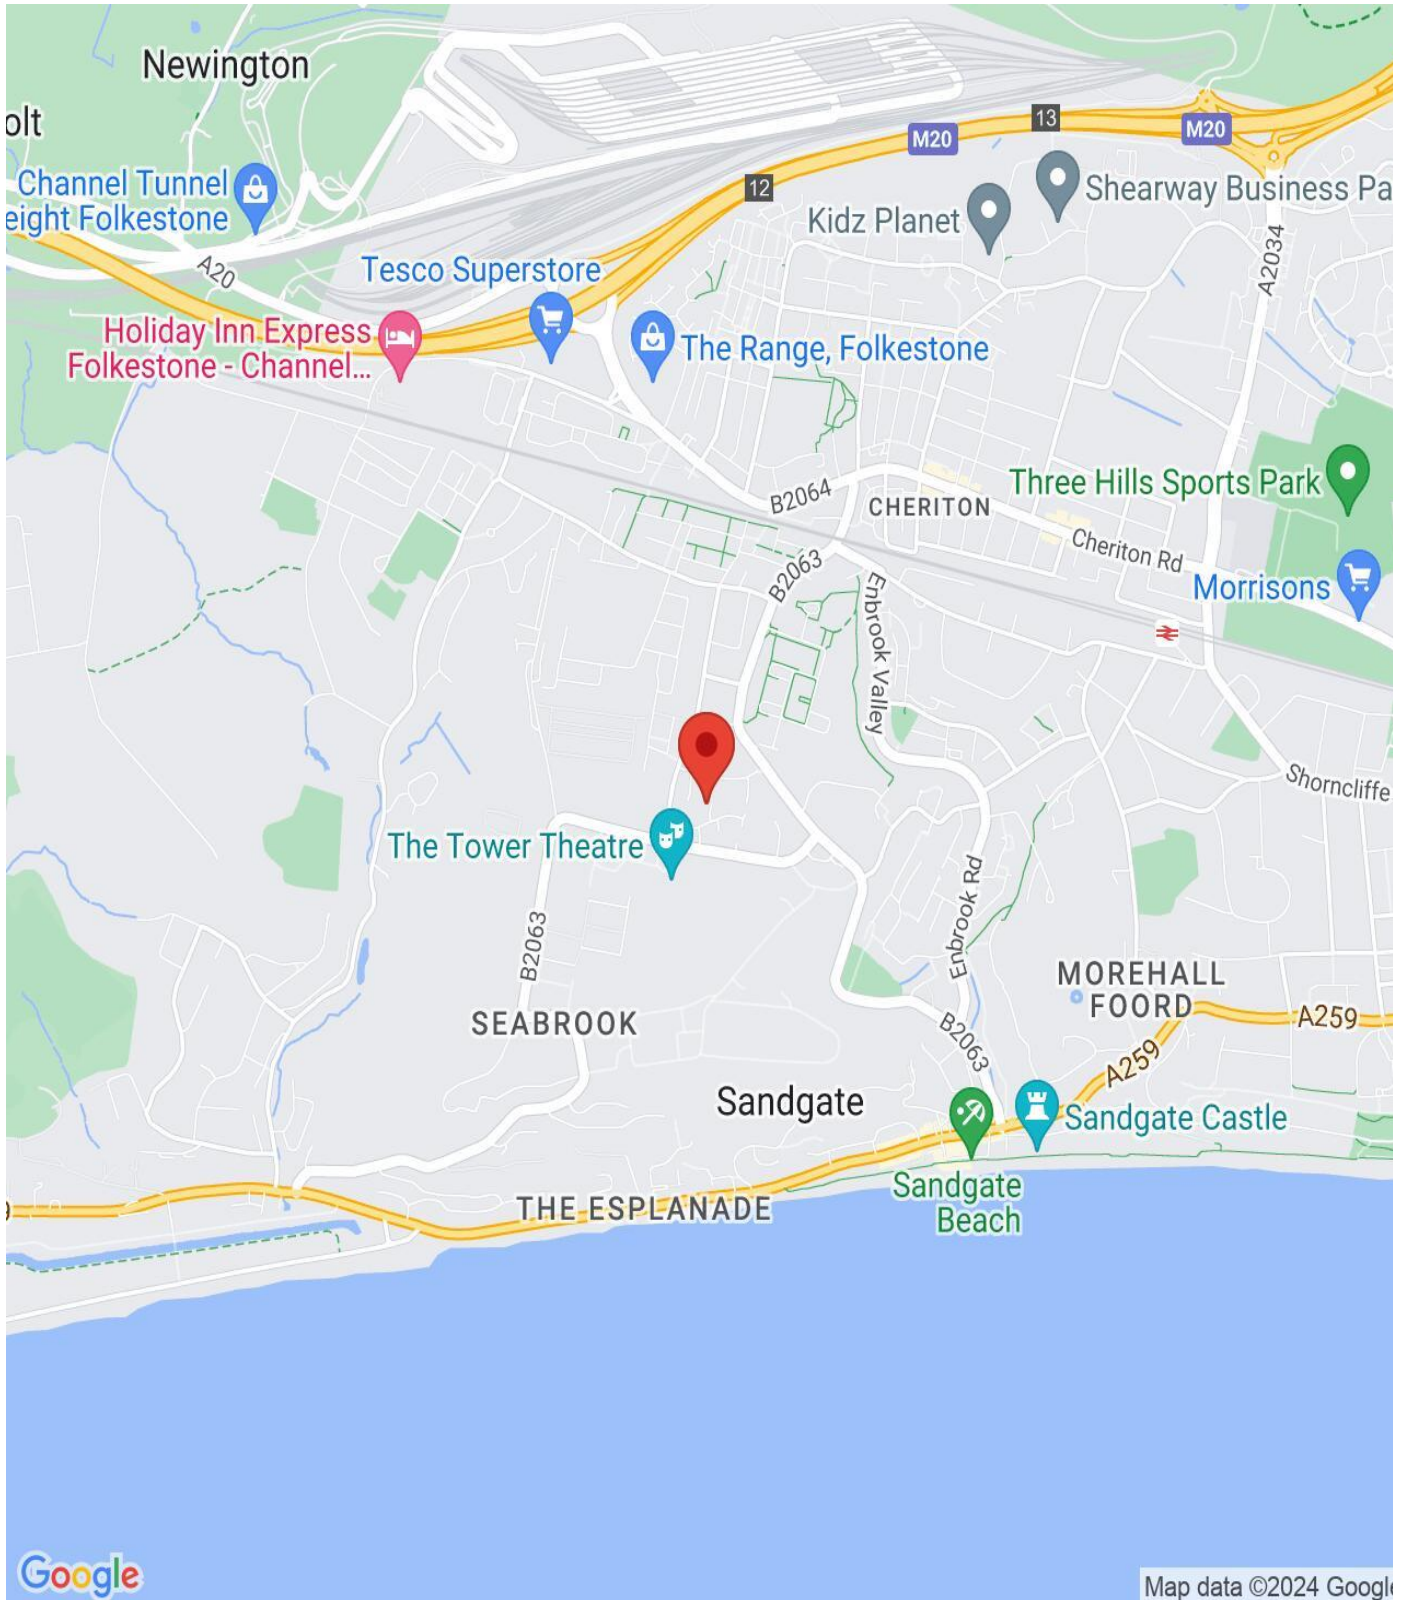 Newington
olt
M20
13
M20
12
Channel Tunnel
eight Folkestone
Shearway Business Pa
Kidz Planet
A20
A2034
Tesco Superstore
Holiday Inn Express
Folkestone - Channel...
The Range, Folkestone
Three Hills Sports Park
B2064
CHERITON
Cheriton Rd
B2063
Morrisons
Enbrook Valley
Shorncliffe
The Tower Theatre
Enbrook Rd
B2063
MOREHALL
FOORD
SEABROOK
A259
B2063
A259
Sandgate
Sandgate Castle
Sandgate
Beach
THE ESPLANADE
9
Google
Map data ©2024 Google